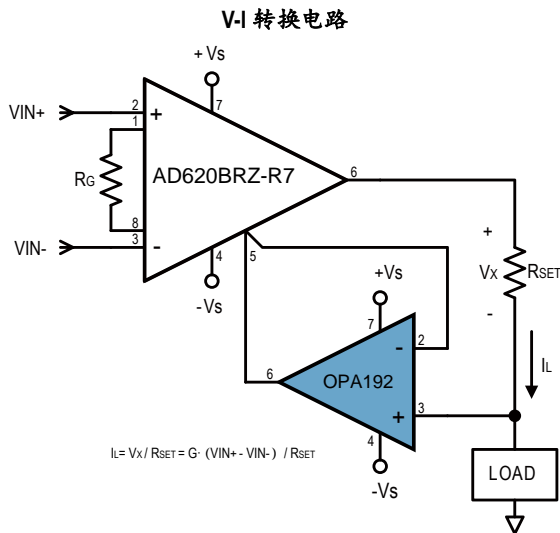 V-I 转换电路
+Vs
7
VIN+
2
+
1
RG
AD620BRZ-R7
6
8
VIN-
3
-
4
5
-Vs
+
VX
RSET
-
+Vs
7
2
-
6
OPA192
IL
+
3
4
-Vs
IL= VX / RSET = G· (VIN+ - VIN-) / RSET
LOAD